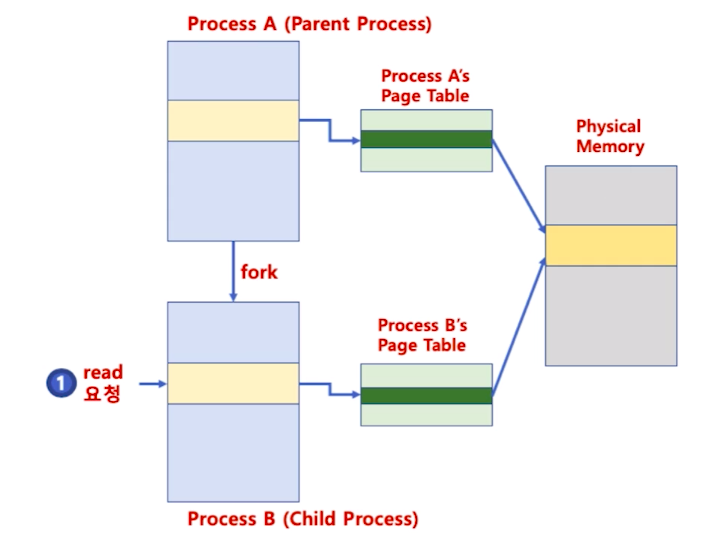 Process A (Parent Process)
Process A's
Page Table
Physical
Memory
fork
Process B's
Page Table
1
read
요청
Process B (Child Process)